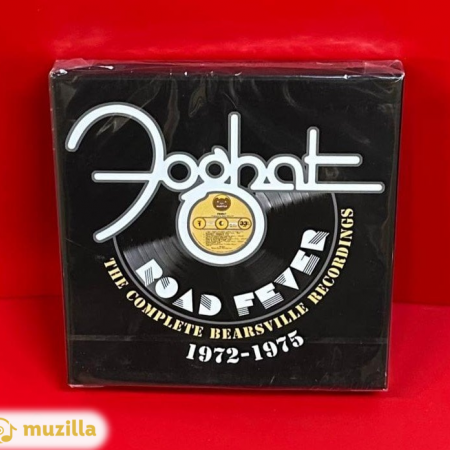 Foghat
ROAD FEVER
THE COMPLETE BEARSVILLE RECORDINGS
1972-1975
muzilla